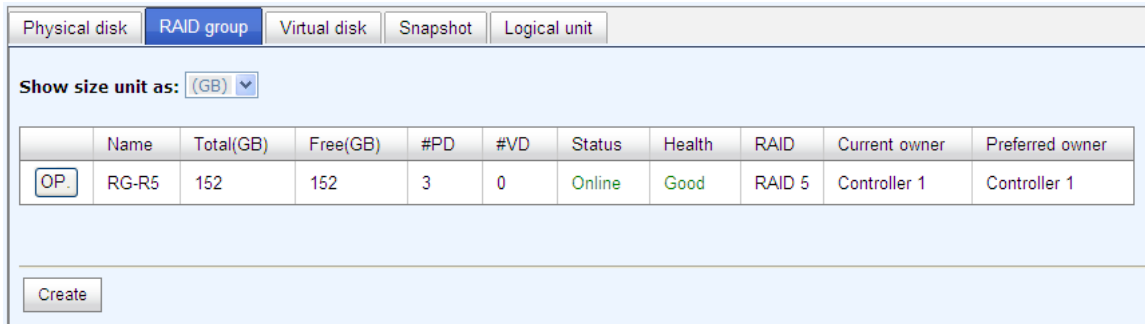 Physical disk RAID group Virtual disk Snapshot Logical unit
Show size unit as: (GB)
Name Total(GB) Free(GB) #PD #VD Status Health RAID Current owner Preferred owner
OP. RG-R5 152 152 3 0 Online Good RAID 5 Controller 1 Controller 1
Create